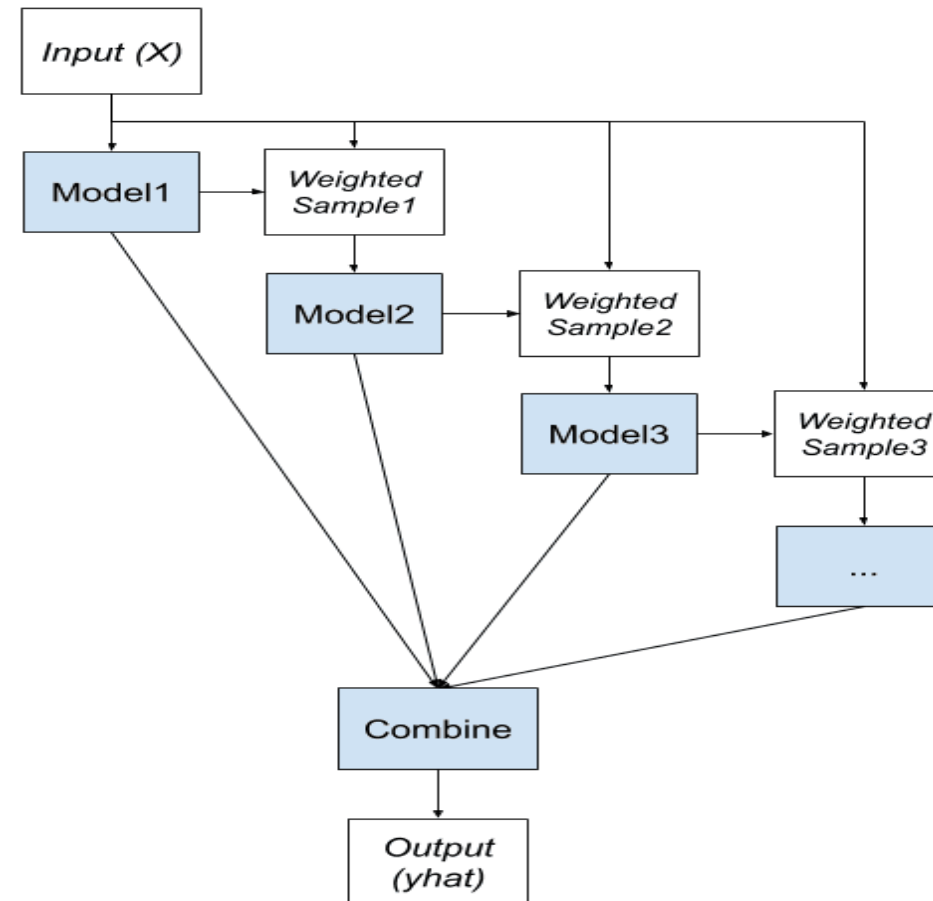 Input (X)
Model1
Weighted
Sample1
Model2
Weighted
Sample2
Model3
Weighted
Sample3
...
Combine
Output
(yhat)